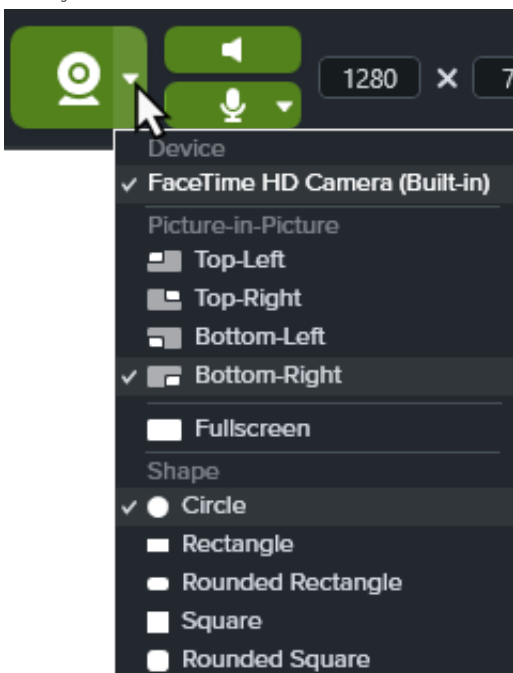 1280 × 7
Device
FaceTime HD Camera (Built-in)
Picture-in-Picture
Top-Left
Top-Right
Bottom-Left
Bottom-Right
Fullscreen
Shape
Circle
Rectangle
Rounded Rectangle
Square
Rounded Square